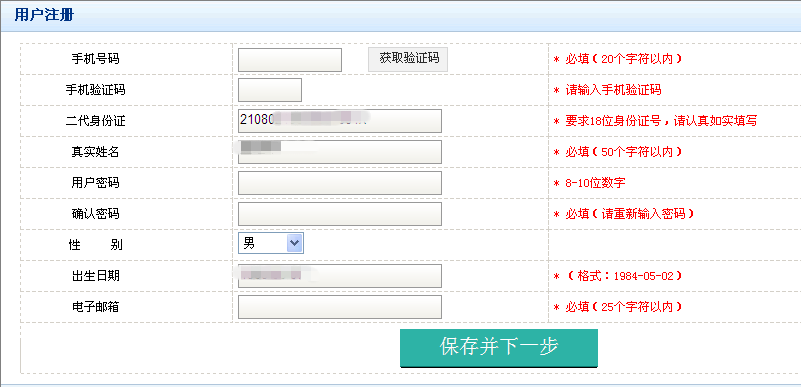 用户注册
手机号码 获取验证码 * 必填(20个字符以内)
手机验证码 * 请输入手机验证码
二代身份证 21080 * 要求18位身份证号，请认真如实填写
真实姓名 * 必填(50个字符以内)
用户密码 * 8-10位数字
确认密码 * 必填(请重新输入密码)
性 别 男
出生日期 * (格式：1984-05-02)
电子邮箱 * 必填(25个字符以内)
保存并下一步